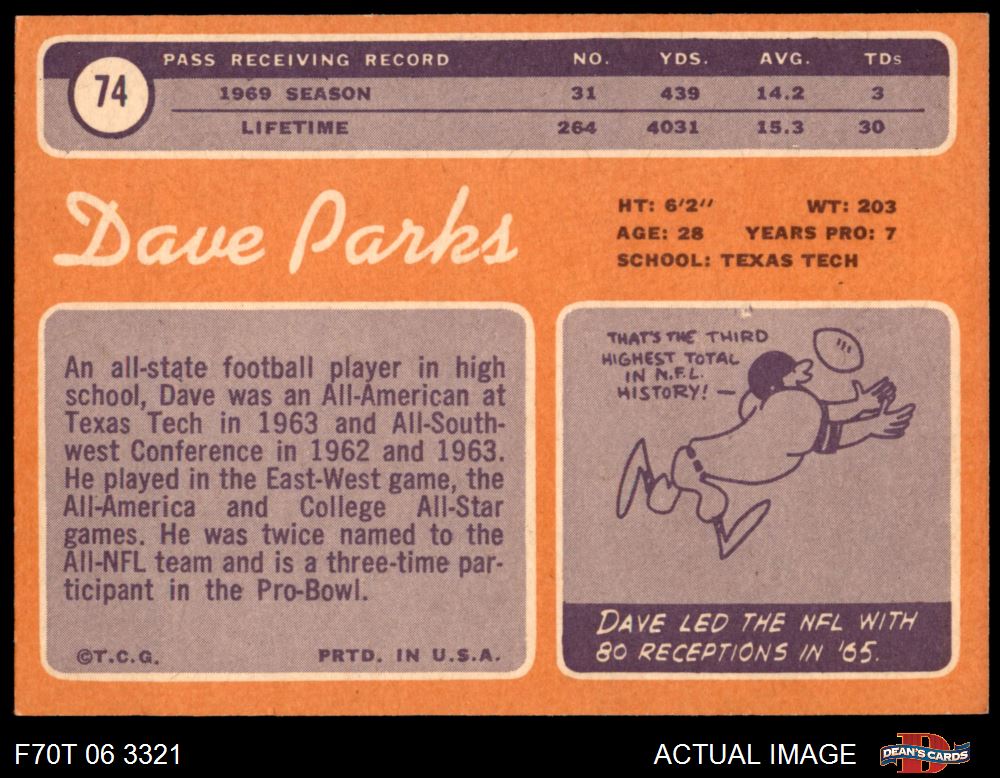 74
PASS RECEIVING RECORD NO. YDS. AVG. TDs
1969 SEASON 31 439 14.2 3
LIFETIME 264 4031 15.3 30
Dave Parks
HT: 6'2" WT: 203
AGE: 28 YEARS PRO: 7
SCHOOL: TEXAS TECH
An all-state football player in high
school, Dave was an All-American at
Texas Tech in 1963 and All-South-
west Conference in 1962 and 1963.
He played in the East-West game, the
All-America and College All-Star
games. He was twice named to the
All-NFL team and is a three-time par-
ticipant in the Pro-Bowl.
©T.C.G. PRTD. IN U.S.A.
THAT'S THE THIRD
HIGHEST TOTAL
IN N.F.L.
HISTORY! —
DAVE LED THE NFL WITH
80 RECEPTIONS IN '65.
F70T 06 3321
ACTUAL IMAGE
DEAN'S CARDS